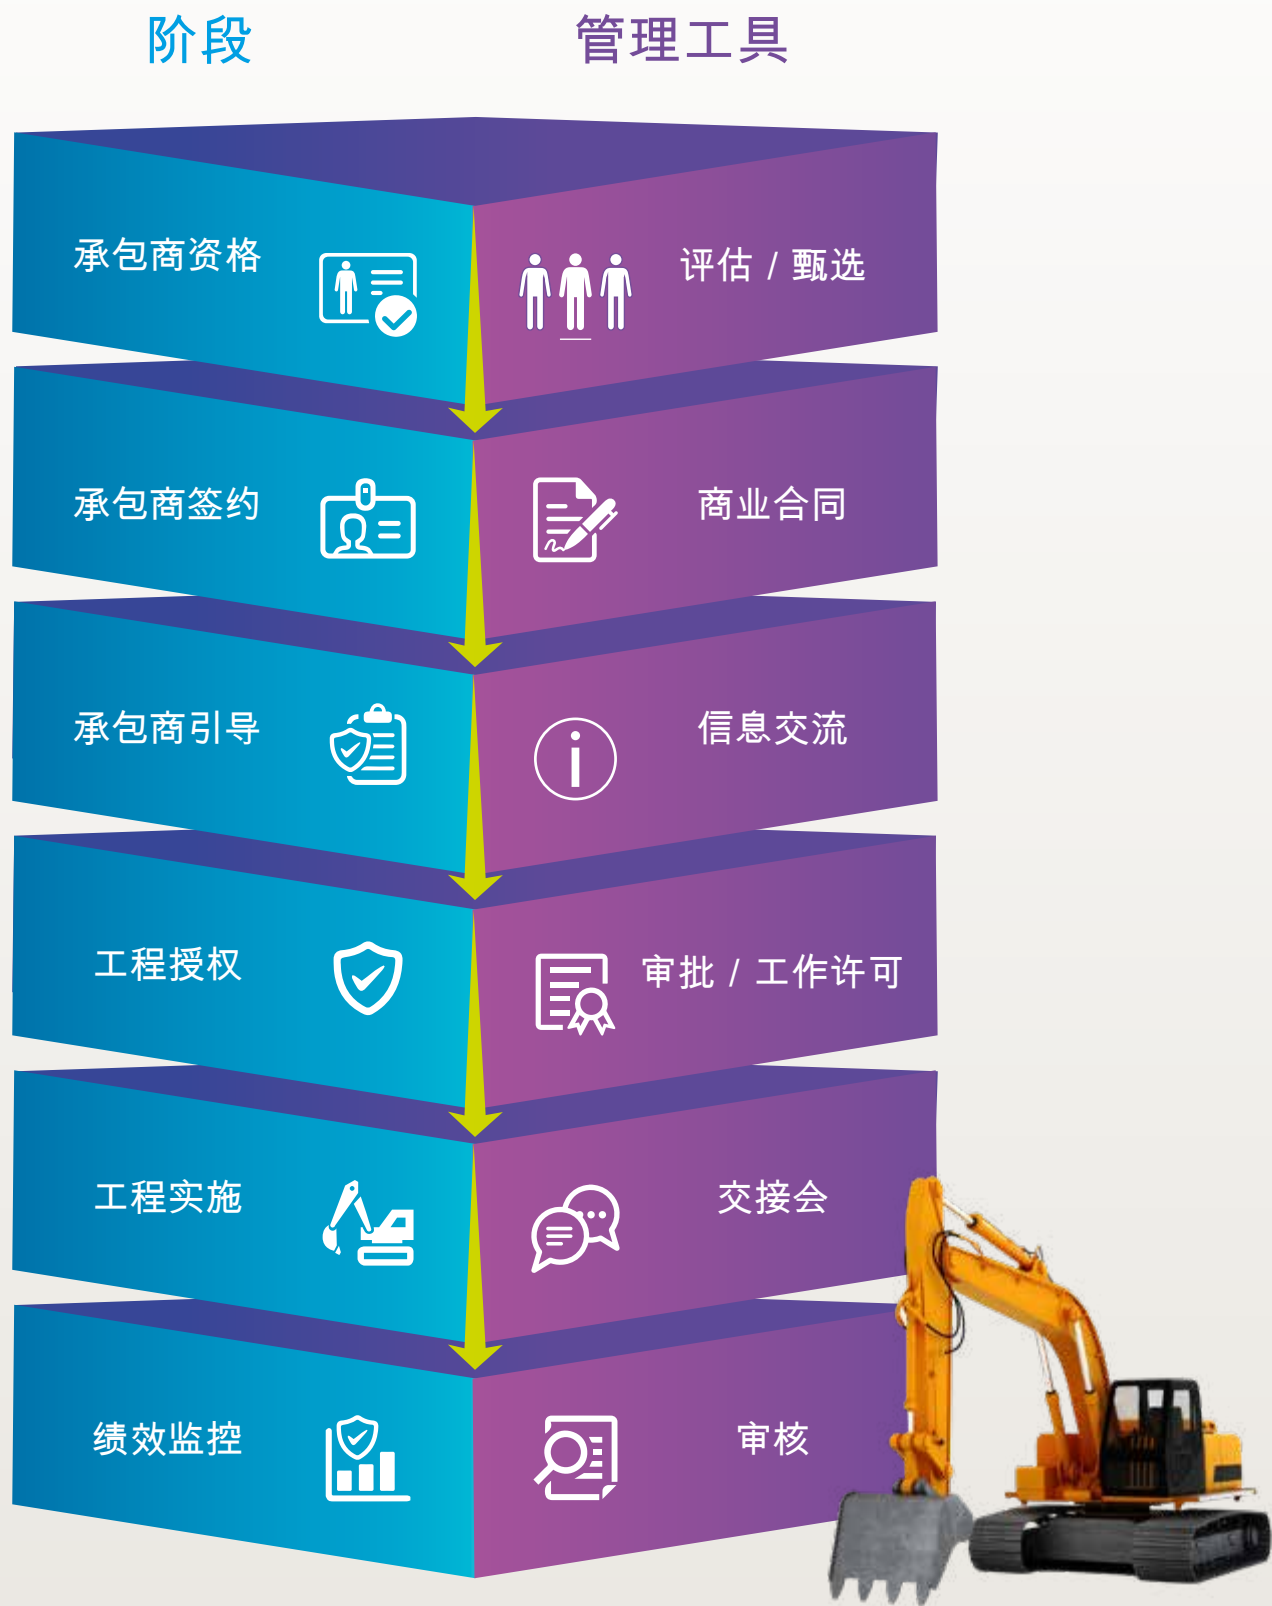 阶段
管理工具
承包商资格
评估 / 甄选
承包商签约
商业合同
承包商引导
信息交流
工程授权
审批 / 工作许可
工程实施
交接会
绩效监控
审核